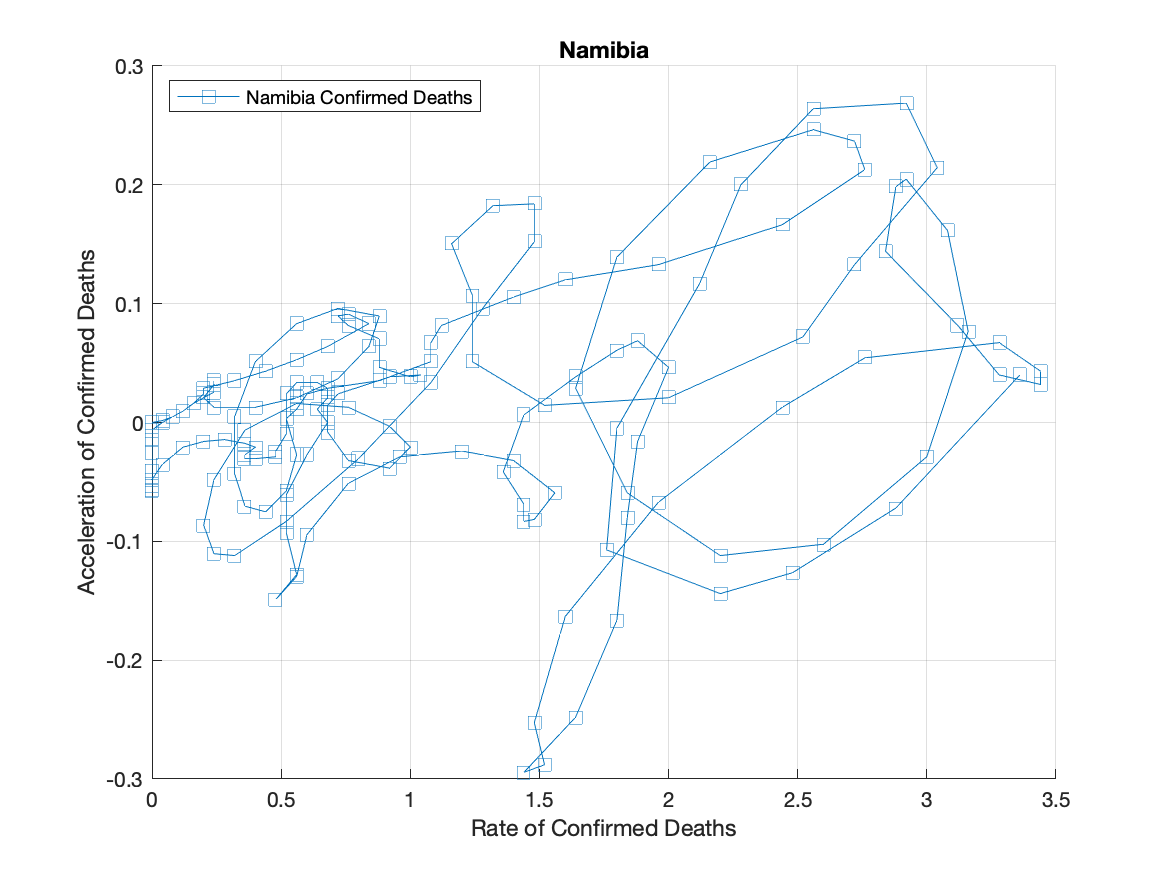 Namibia
0.3
Namibia Confirmed Deaths
0.2
0.1
0
-0.1
-0.2
-0.3
Acceleration of Confirmed Deaths
0 0.5 1 1.5 2 2.5 3 3.5
Rate of Confirmed Deaths